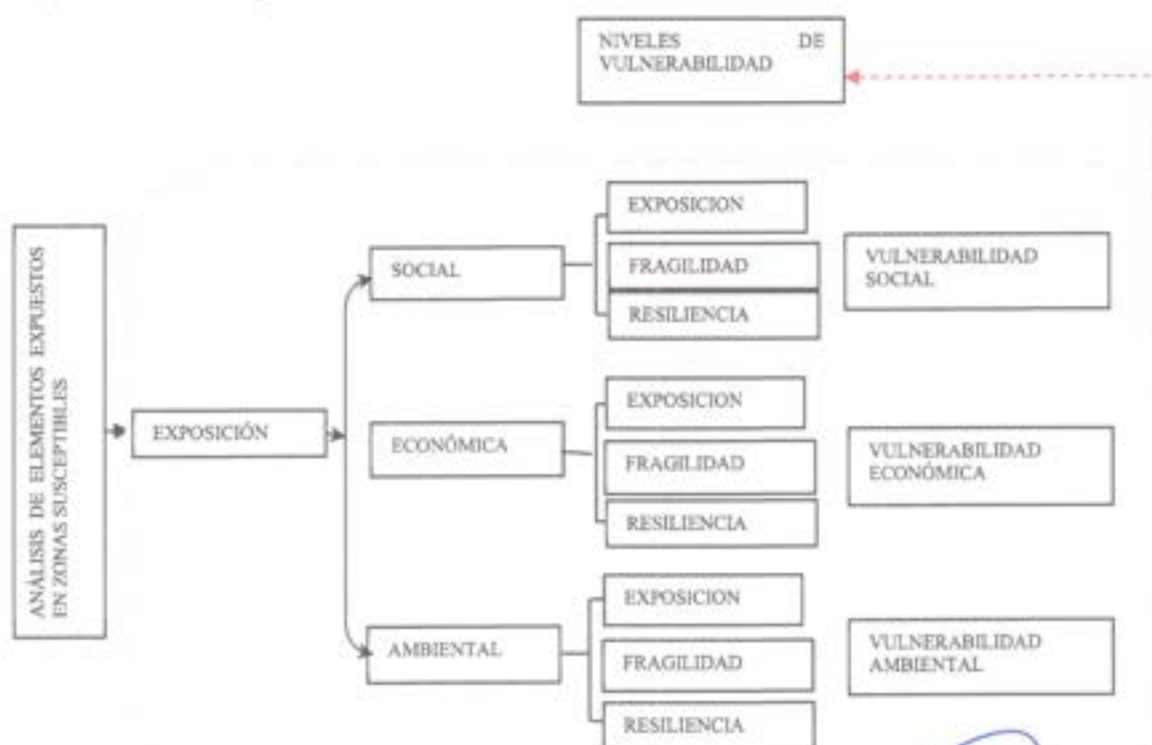 NIVELES DE
VULNERABILIDAD
ANÁLISIS DE ELEMENTOS EXPUESTOS
EN ZONAS SUSCEPTIBLES
EXPOSICIÓN
SOCIAL
EXPOSICION
FRAGILIDAD
RESILIENCIA
VULNERABILIDAD
SOCIAL
ECONÓMICA
EXPOSICION
FRAGILIDAD
RESILIENCIA
VULNERABILIDAD
ECONÓMICA
AMBIENTAL
EXPOSICION
FRAGILIDAD
RESILIENCIA
VULNERABILIDAD
AMBIENTAL